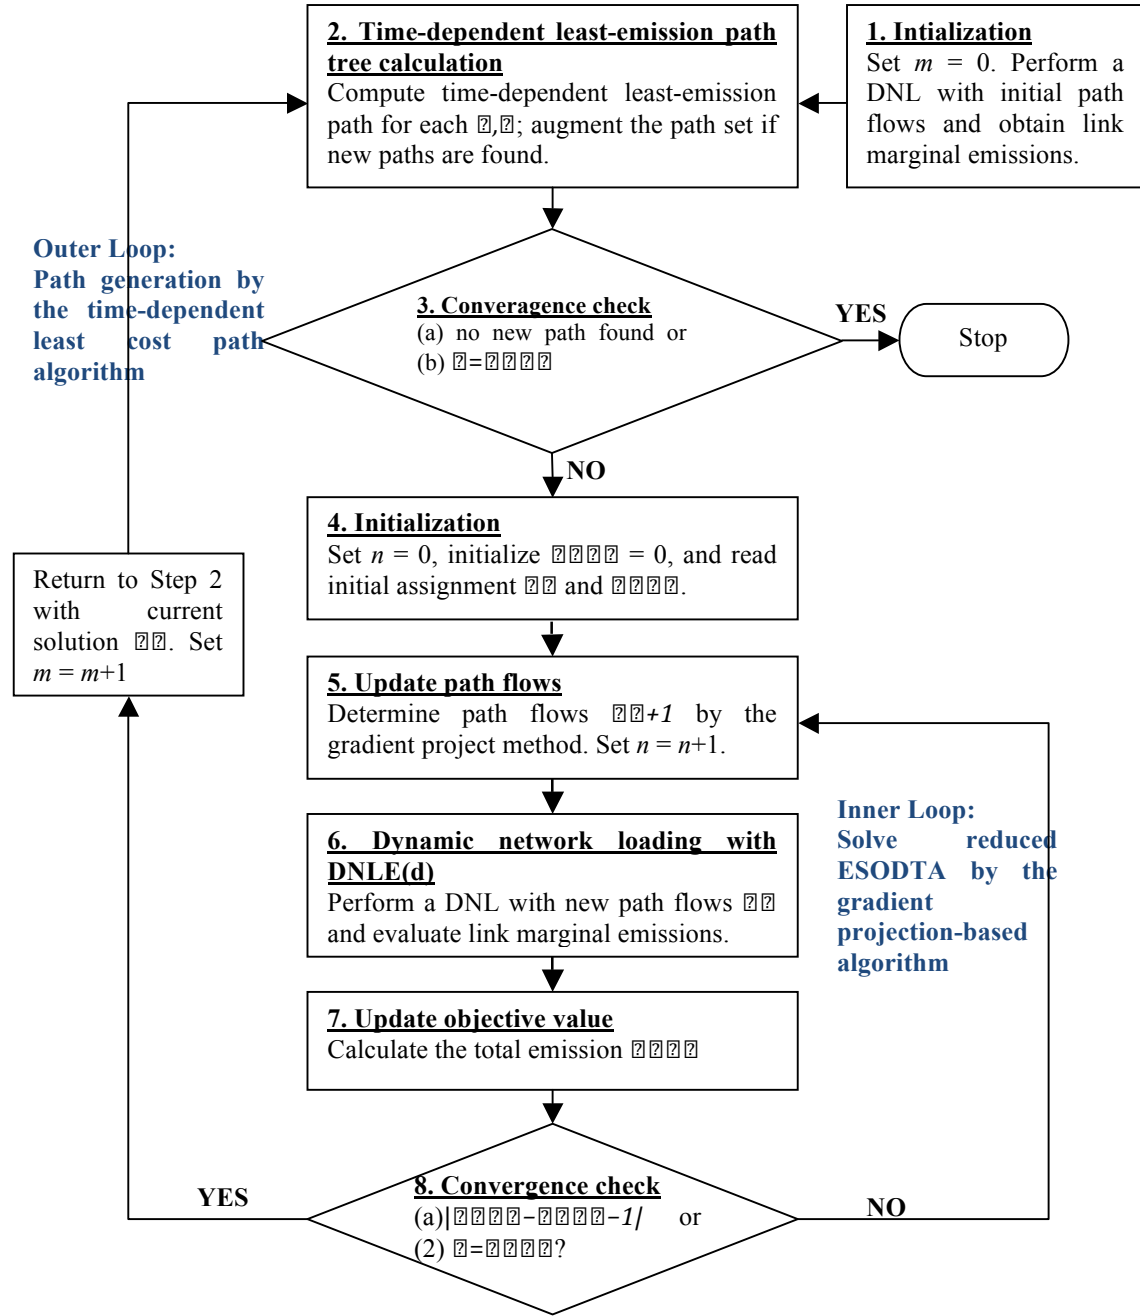 1. Intialization
Set m = 0. Perform a
DNL with initial path
flows and obtain link
marginal emissions.
2. Time-dependent least-emission path
tree calculation
Compute time-dependent least-emission
path for each ⍰,⍰; augment the path set if
new paths are found.
Outer Loop:
Path generation by
the time-dependent
least cost path
algorithm
3. Converagence check
(a) no new path found or
(b) ⍰=⍰⍰⍰⍰
YES
Stop
NO
4. Initialization
Set n = 0, initialize ⍰⍰⍰⍰ = 0, and read
initial assignment ⍰⍰ and ⍰⍰⍰⍰.
Return to Step 2
with current
solution ⍰⍰. Set
m = m+1
5. Update path flows
Determine path flows ⍰⍰+1 by the
gradient project method. Set n = n+1.
Inner Loop:
Solve reduced
ESODTA by the
gradient
projection-based
algorithm
6. Dynamic network loading with
DNLE(d)
Perform a DNL with new path flows ⍰⍰
and evaluate link marginal emissions.
7. Update objective value
Calculate the total emission ⍰⍰⍰⍰
8. Convergence check
(a)|⍰⍰⍰⍰−⍰⍰⍰⍰−1| or
(2) ⍰=⍰⍰⍰⍰?
YES
NO